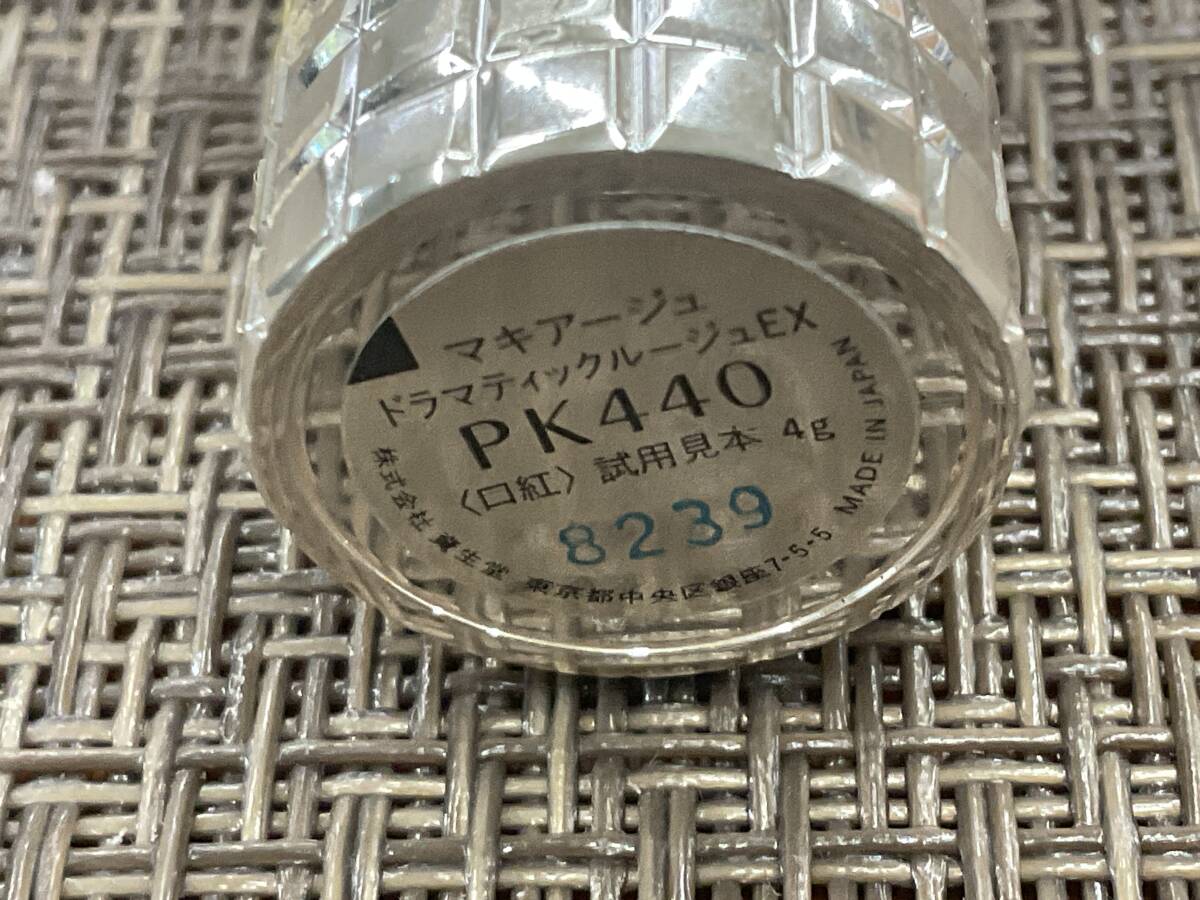 マキアージュ
ドラマティックルージュEX
PK440
〈口紅〉試用見本 4g
8239
株式会社 資生堂 東京都中央区銀座7-5-5 MADE IN JAPAN